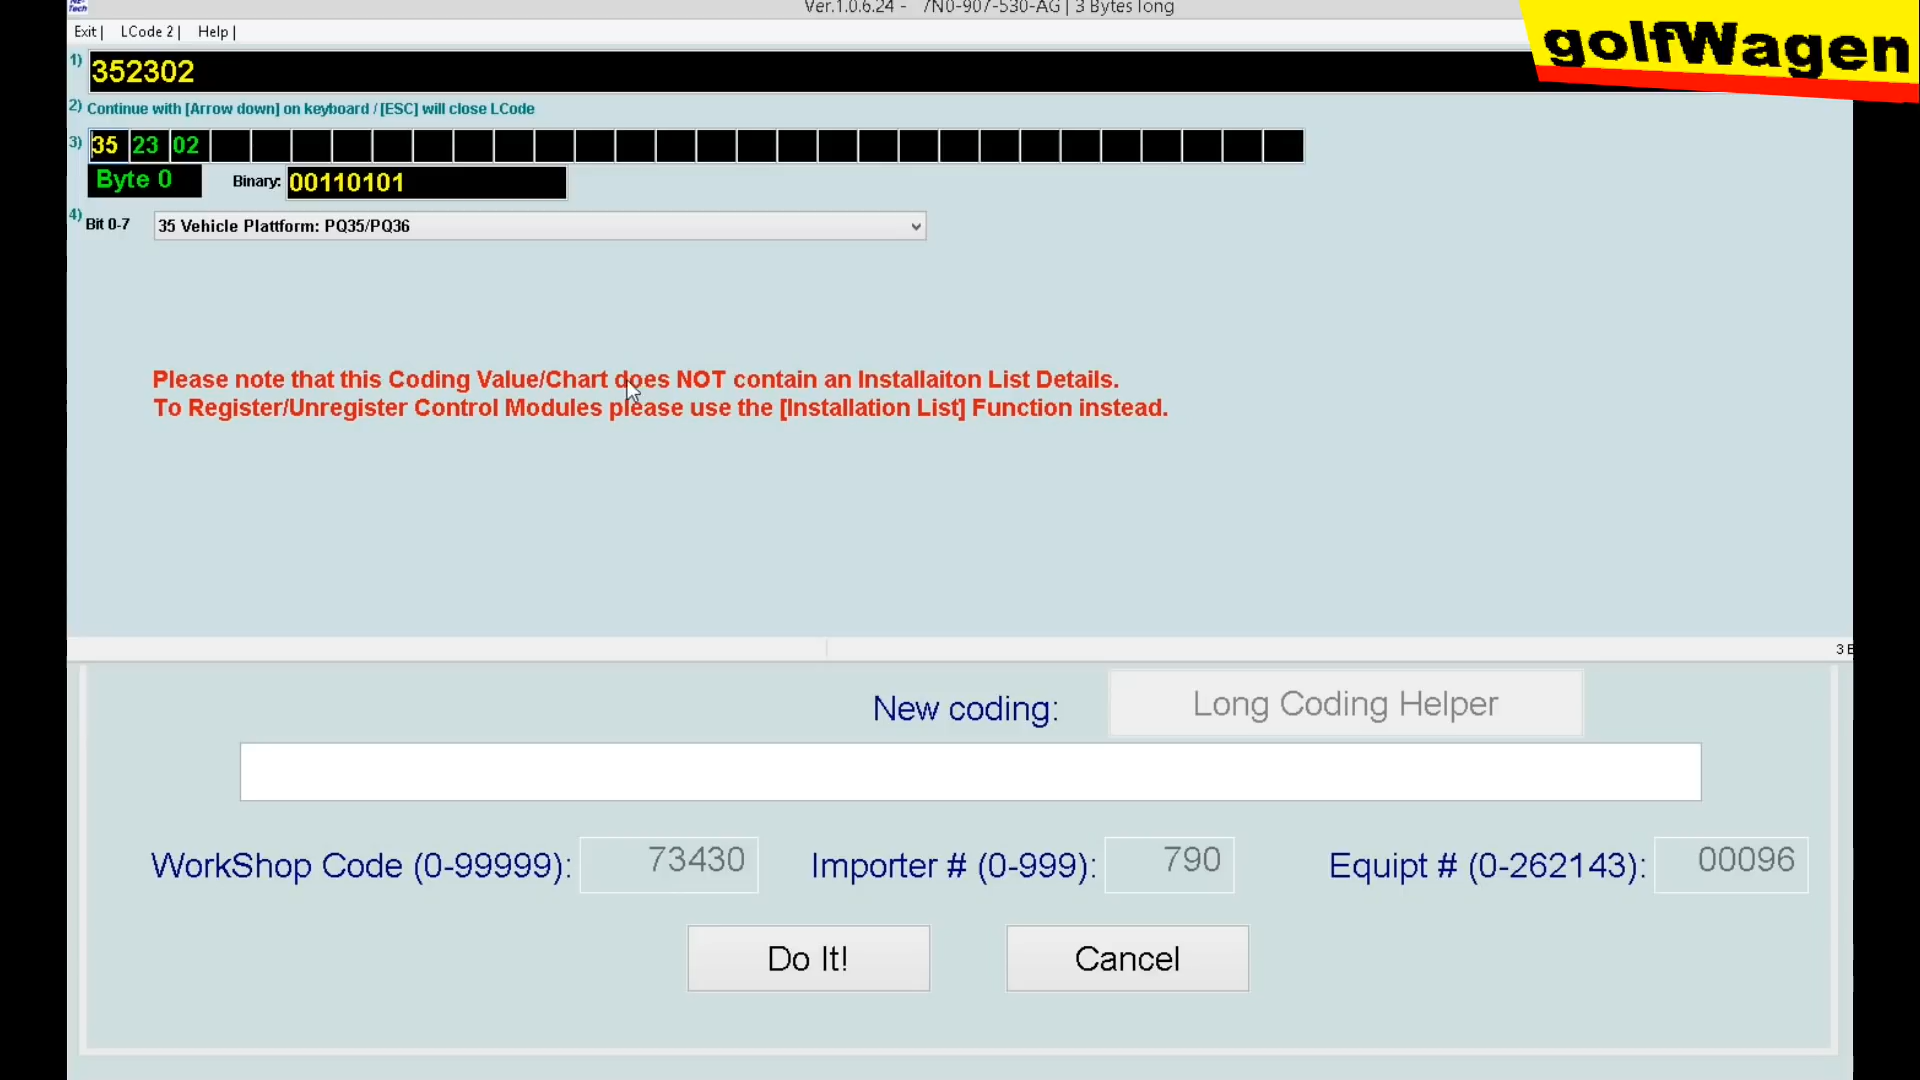 NET-
Tech
Ver.1.0.6.24 - 7N0-907-530-AG | 3 Bytes long
Exit | LCode 2 | Help |
golfWagen
1) 352302
2) Continue with [Arrow down] on keyboard / [ESC] will close LCode
3) 35 23 02
Byte 0 Binary: 00110101
4) Bit 0-7 35 Vehicle Plattform: PQ35/PQ36
Please note that this Coding Value/Chart does NOT contain an Installaiton List Details.
To Register/Unregister Control Modules please use the [Installation List] Function instead.
New coding: Long Coding Helper
WorkShop Code (0-99999): 73430 Importer # (0-999): 790 Equipt # (0-262143): 00096
Do It! Cancel